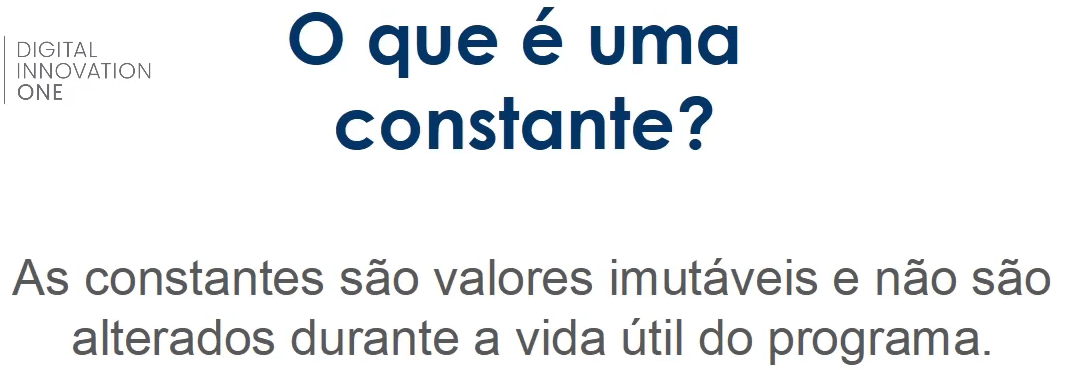 DIGITAL
INNOVATION
ONE
O que é uma
constante?
As constantes são valores imutáveis e não são
alterados durante a vida útil do programa.